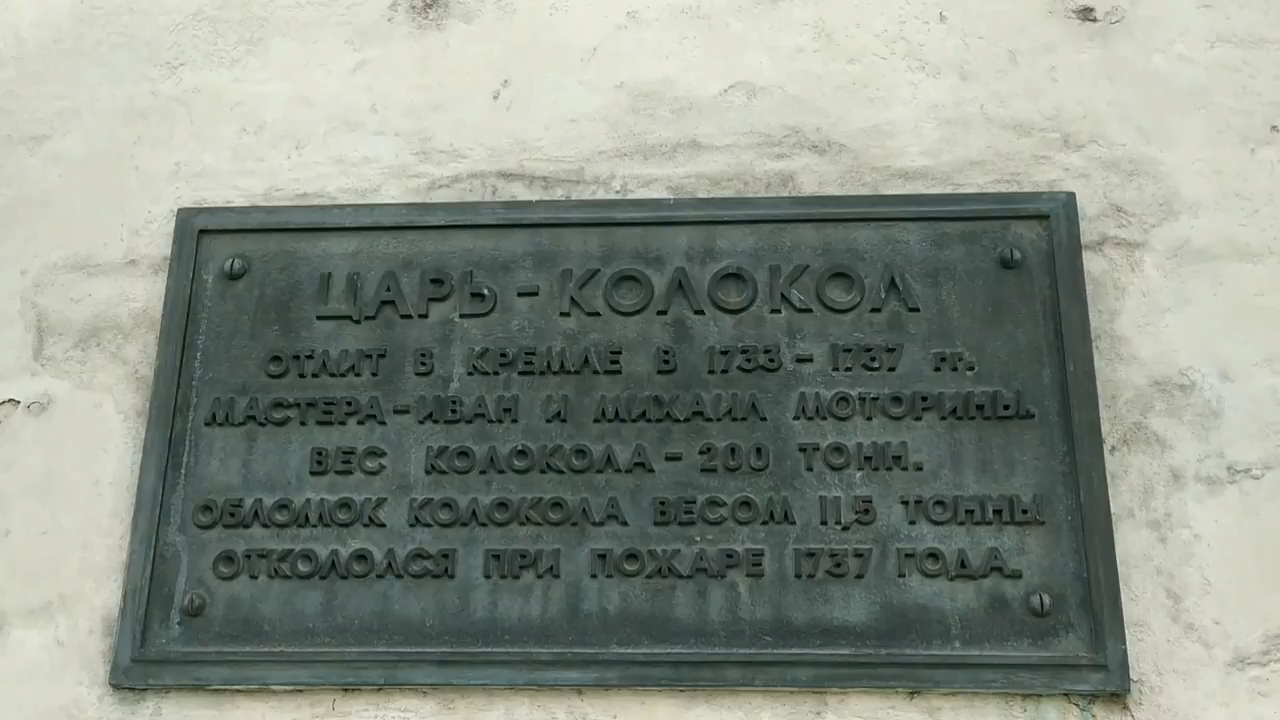 ЦАРЬ - КОЛОКОЛ
ОТЛИТ В КРЕМЛЕ В 1733 - 1737 гг.
МАСТЕРА - ИВАН И МИХАИЛ МОТОРИНЫ.
ВЕС КОЛОКОЛА - 200 ТОНН.
ОБЛОМОК КОЛОКОЛА ВЕСОМ 11,5 ТОННЫ
ОТКОЛОЛСЯ ПРИ ПОЖАРЕ 1737 ГОДА.